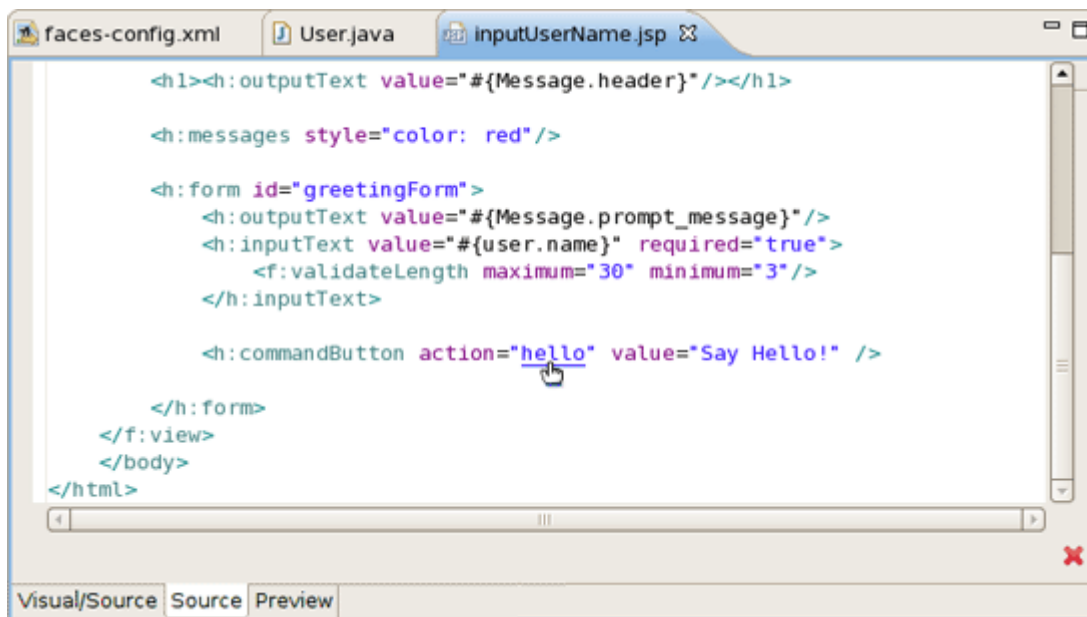 faces-config.xml User.java inputUserName.jsp
<h1><h:outputText value="#{Message.header}"/></h1>
<h:messages style="color: red"/>
<h:form id="greetingForm">
<h:outputText value="#{Message.prompt_message}"/>
<h:inputText value="#{user.name}" required="true">
<f:validateLength maximum="30" minimum="3"/>
</h:inputText>
<h:commandButton action="hello" value="Say Hello!" />
</h:form>
</f:view>
</body>
</html>
Visual/Source Source Preview